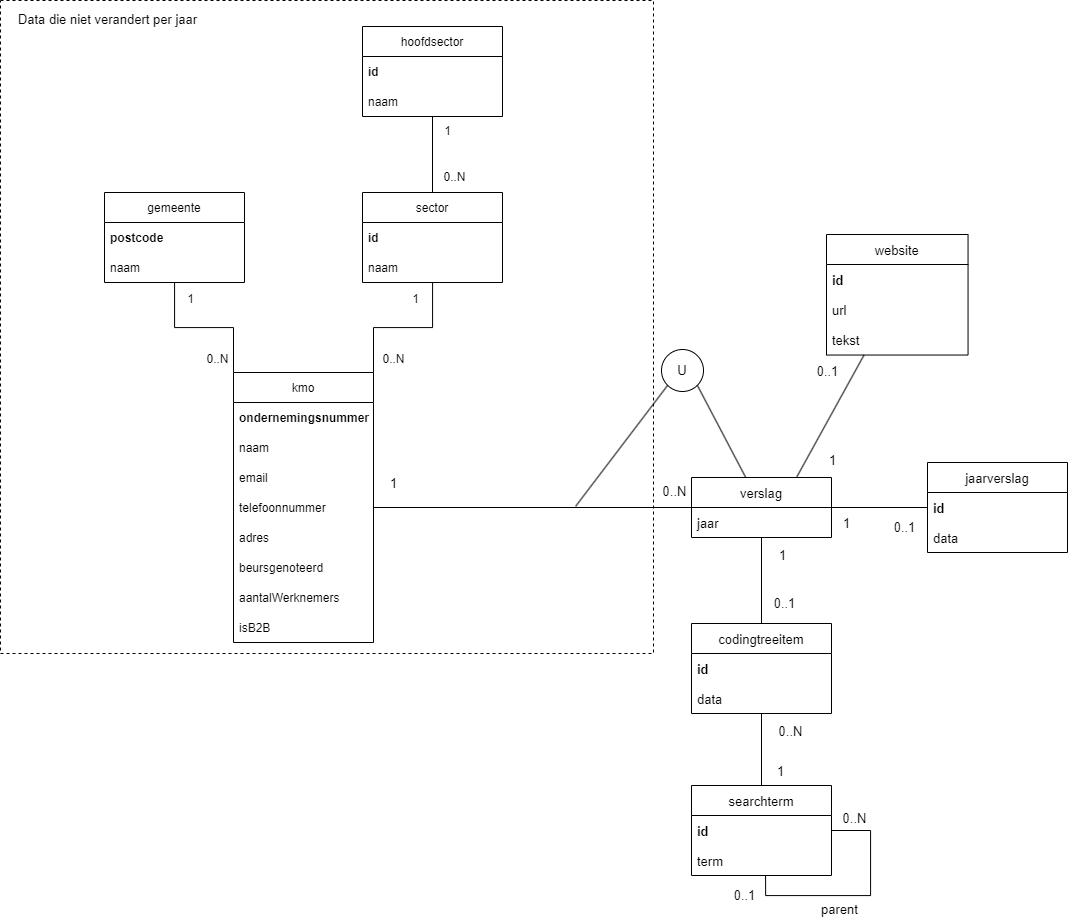 Data die niet verandert per jaar
hoofdsector
id
naam
1
0..N
gemeente
postcode
naam
1
sector
id
naam
1
0..N
0..N
kmo
ondernemingsnummer
naam
email
telefoonnummer
adres
beursgenoteerd
aantalWerknemers
isB2B
1
U
0..N
website
id
url
tekst
0..1
1
verslag
jaar
1
0..1
jaarverslag
id
data
1
0..1
codingtreeitem
id
data
0..N
1
searchterm
id
term
0..N
0..1
parent